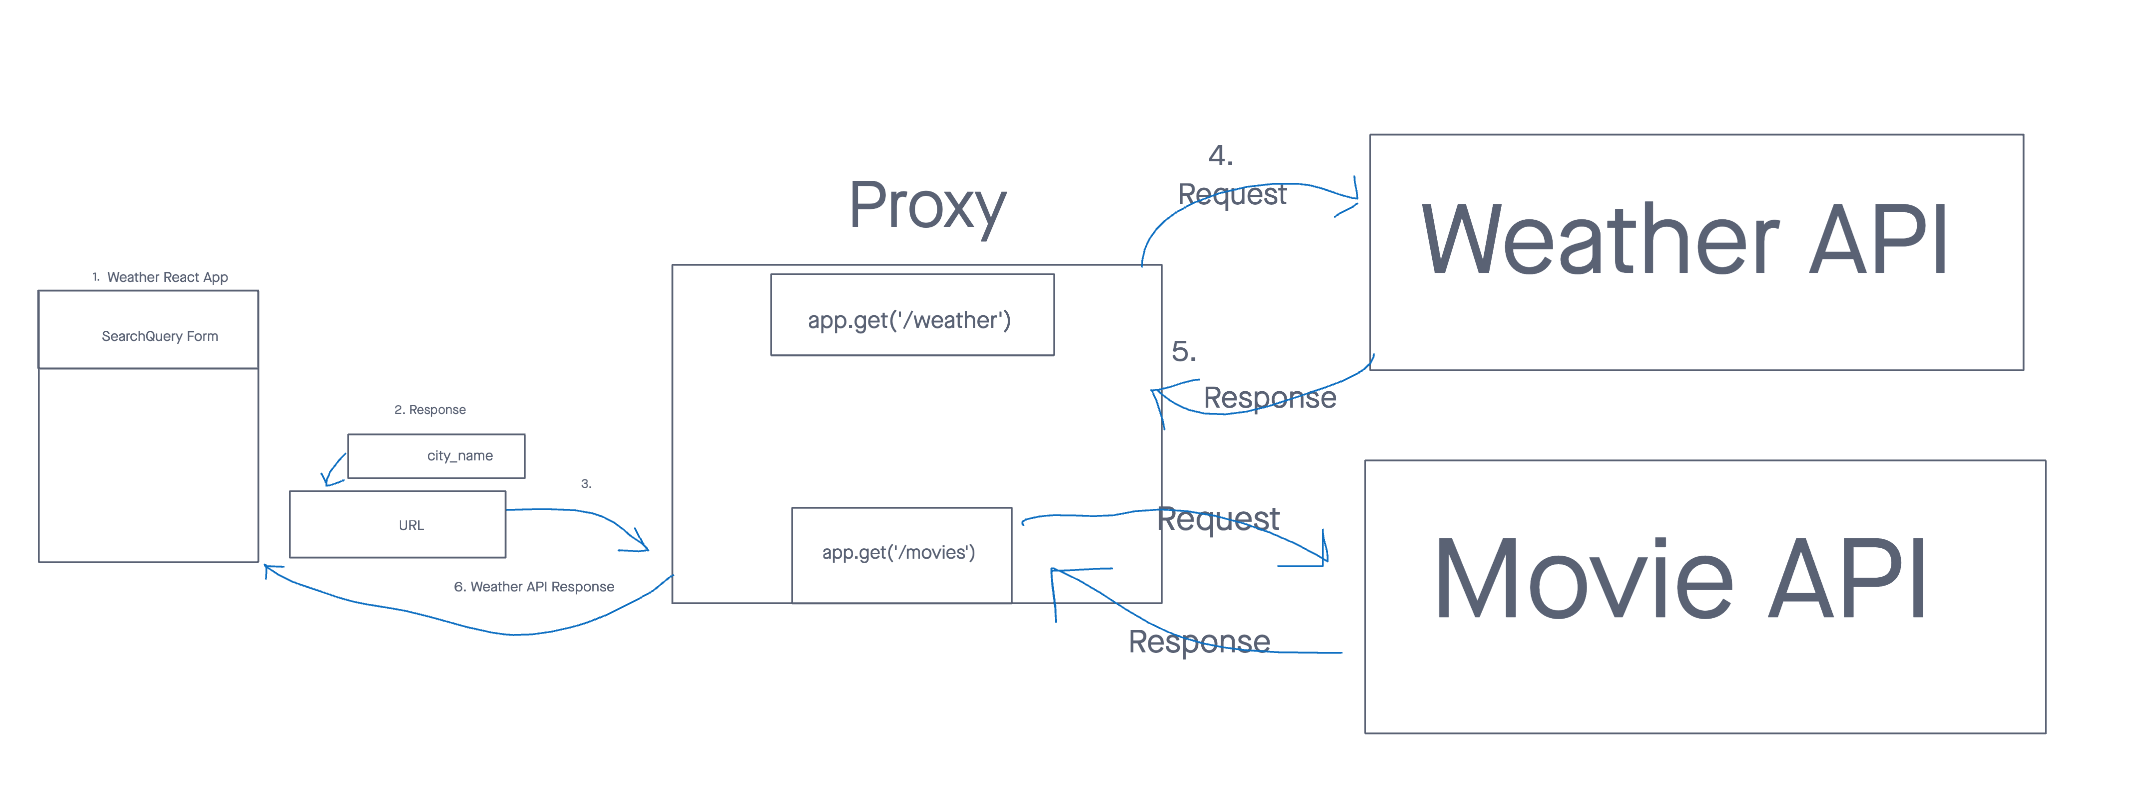 1. Weather React App
SearchQuery Form
2. Response
city_name
URL
3.
6. Weather API Response
Proxy
app.get('/weather')
app.get('/movies')
4.
Request
5.
Response
Request
Response
Weather API
Movie API